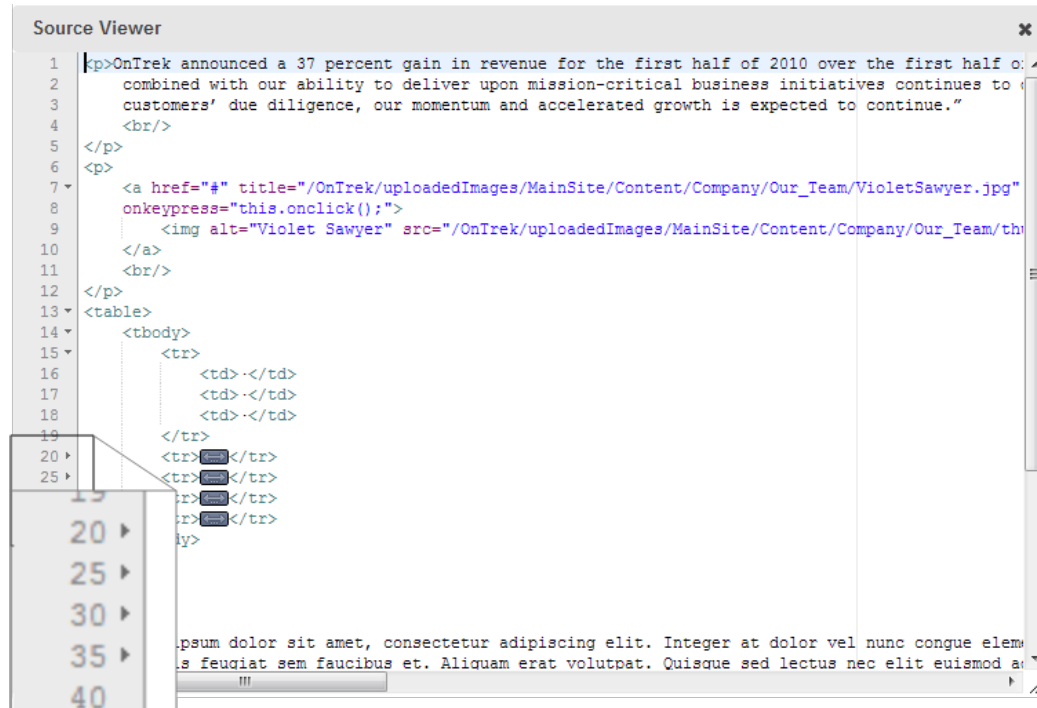 Source Viewer
1 <p>OnTrek announced a 37 percent gain in revenue for the first half of 2010 over the first half
2 combined with our ability to deliver upon mission-critical business initiatives continues to
3 customers’ due diligence, our momentum and accelerated growth is expected to continue.”
4 <br/>
5 </p>
6 <p>
7 <a href="#" title="/OnTrek/uploadedImages/MainSite/Content/Company/Our_Team/VioletSawyer.jpg"
8 onkeypress="this.onclick();">
9 <img alt="Violet Sawyer" src="/OnTrek/uploadedImages/MainSite/Content/Company/Our_Team/
10 </a>
11 <br/>
12 </p>
13 <table>
14 <tbody>
15 <tr>
16 <td>·</td>
17 <td>·</td>
18 <td>·</td>
19 </tr>
20 <tr></tr>
25 <tr></tr>
19 tr></tr>
20 tr></tr>
dy>
25
30
psum dolor sit amet, consectetur adipiscing elit. Integer at dolor vel nunc congue
35 is feugiat sem faucibus et. Aliquam erat volutpat. Quisque sed lectus nec elit euismod
40